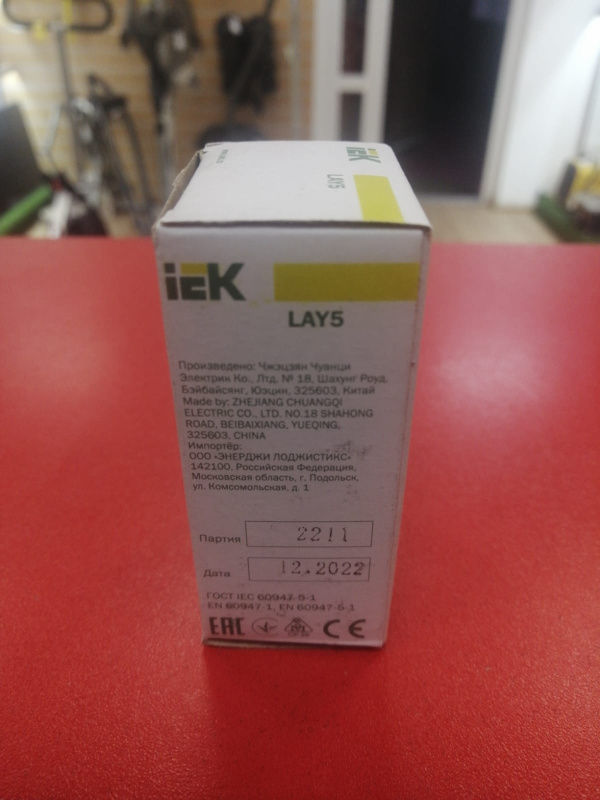 IEK
LAY5
iEK
LAY5
Произведено: Чжэцзян Чуанци
Электрик Ко., Лтд. № 18, Шахунг Роуд,
Бэйбайсянг, Юэцин, 325603, Китай
Made by: ZHEJIANG CHUANGQI
ELECTRIC CO., LTD. NO.18 SHAHONG
ROAD, BEIBAIXIANG, YUEQING,
325603, CHINA
Импортёр:
ООО «ЭНЕРДЖИ ЛОДЖИСТИКС»
142100, Российская Федерация,
Московская область, г. Подольск,
ул. Комсомольская, д. 1
Партия 2211
Дата 12.2022
ГОСТ IEC 60947-5-1
EN 60947-1, EN 60947-5-1
EAC CE